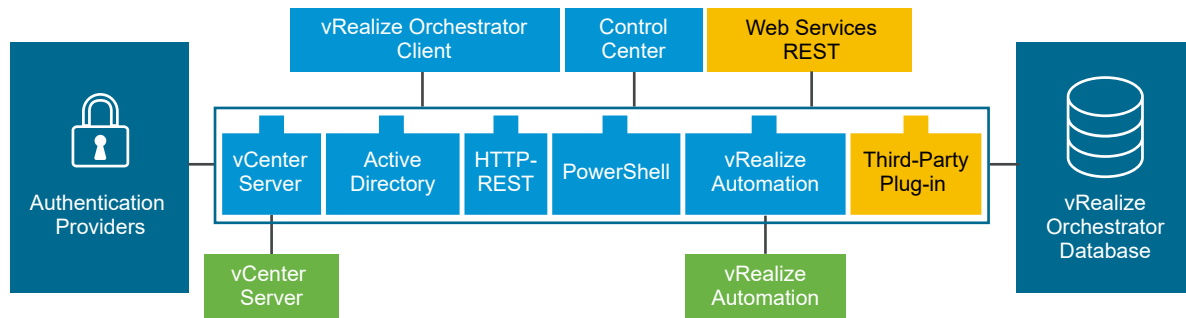 vRealize Orchestrator
Client
Control
Center
Web Services
REST
Authentication
Providers
vCenter
Server
Active
Directory
HTTP-
REST
PowerShell
vRealize
Automation
Third-Party
Plug-in
vRealize
Orchestrator
Database
vCenter
Server
vRealize
Automation